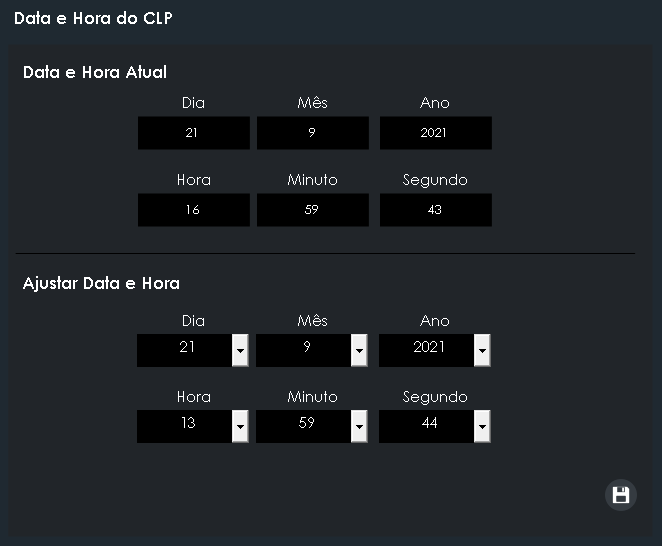 Data e Hora do CLP
Data e Hora Atual
Dia Mês Ano
21 9 2021
Hora Minuto Segundo
16 59 43
Ajustar Data e Hora
Dia Mês Ano
21 9 2021
Hora Minuto Segundo
13 59 44